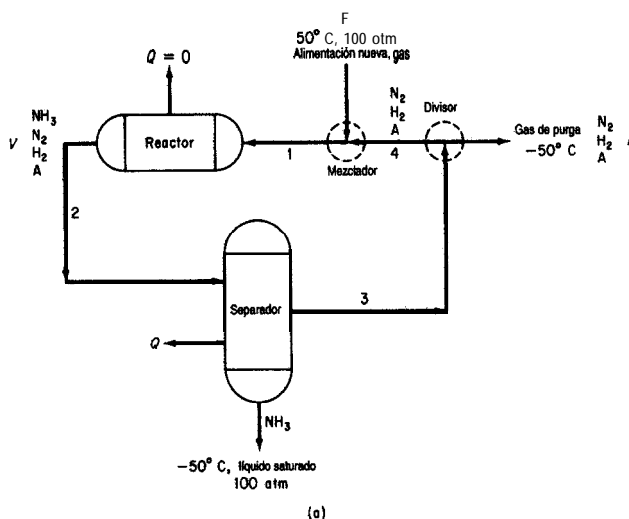 F
50° C, 100 otm
Alimentación nueva, gas
Q = 0
NH₃
N₂
H₂
A
V
Reactor
N₂
H₂
A
Divisor
Gas de purga
−50° C
N₂
H₂
A
1
4
Mezclador
2
3
Separador
Q
NH₃
−50° C, líquido saturado
100 atm
(a)